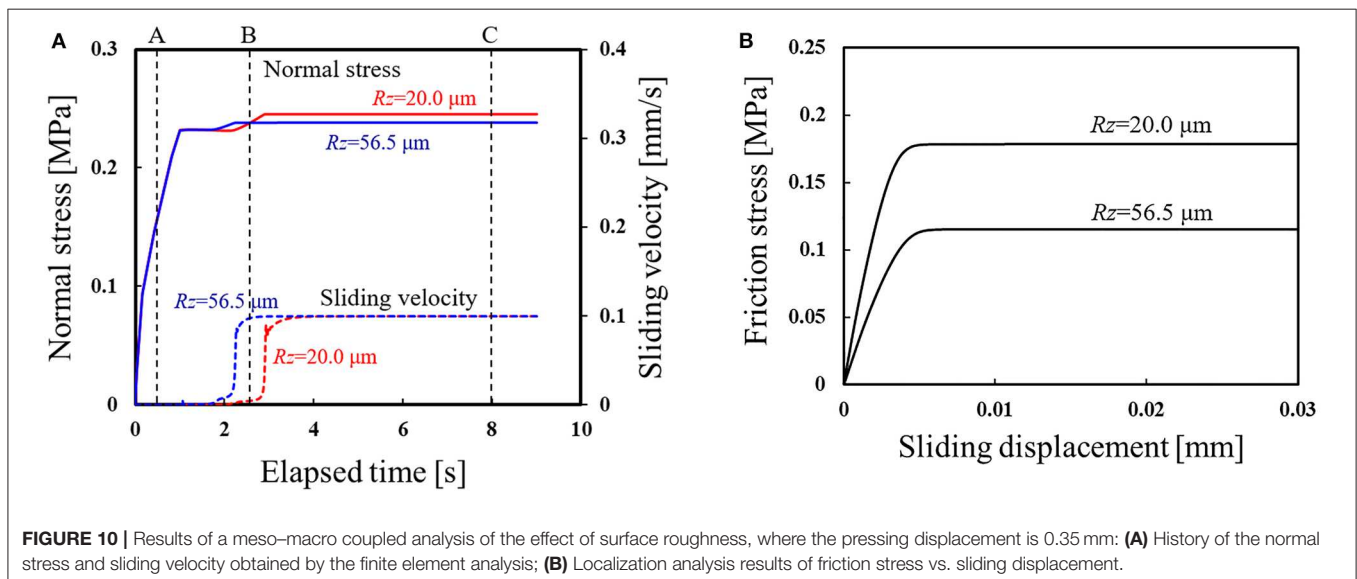 A
A
B
C
0.3
0.2
0.1
0
Normal stress [MPa]
0.4
0.3
0.2
0.1
0
Sliding velocity [mm/s]
Normal stress
Rz=20.0 μm
Rz=56.5 μm
Rz=56.5 μm
Sliding velocity
Rz=20.0 μm
0 2 4 6 8 10
Elapsed time [s]
B
0.25
0.2
0.15
0.1
0.05
0
Friction stress [MPa]
Rz=20.0 μm
Rz=56.5 μm
0 0.01 0.02 0.03
Sliding displacement [mm]
FIGURE 10 | Results of a meso–macro coupled analysis of the effect of surface roughness, where the pressing displacement is 0.35 mm: (A) History of the normal
stress and sliding velocity obtained by the finite element analysis; (B) Localization analysis results of friction stress vs. sliding displacement.